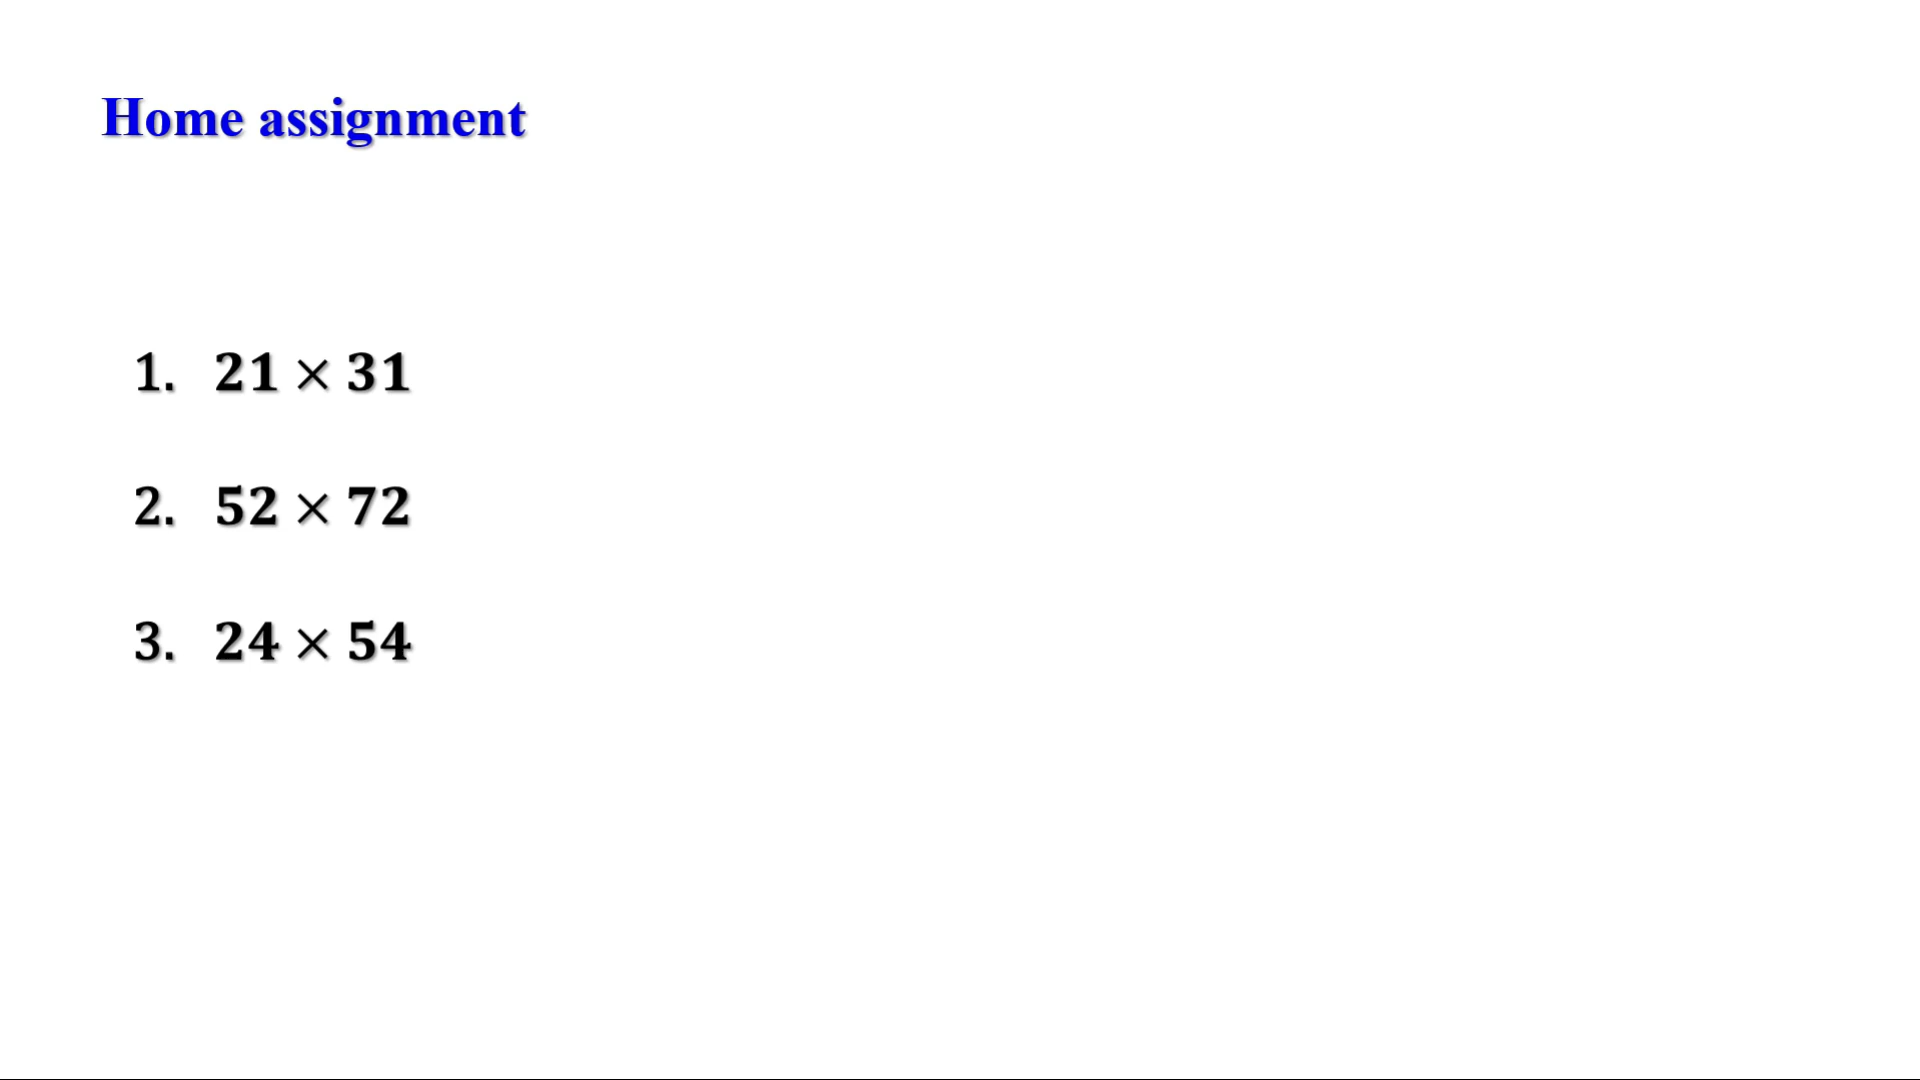 Home assignment
1. 21 × 31
2. 52 × 72
3. 24 × 54